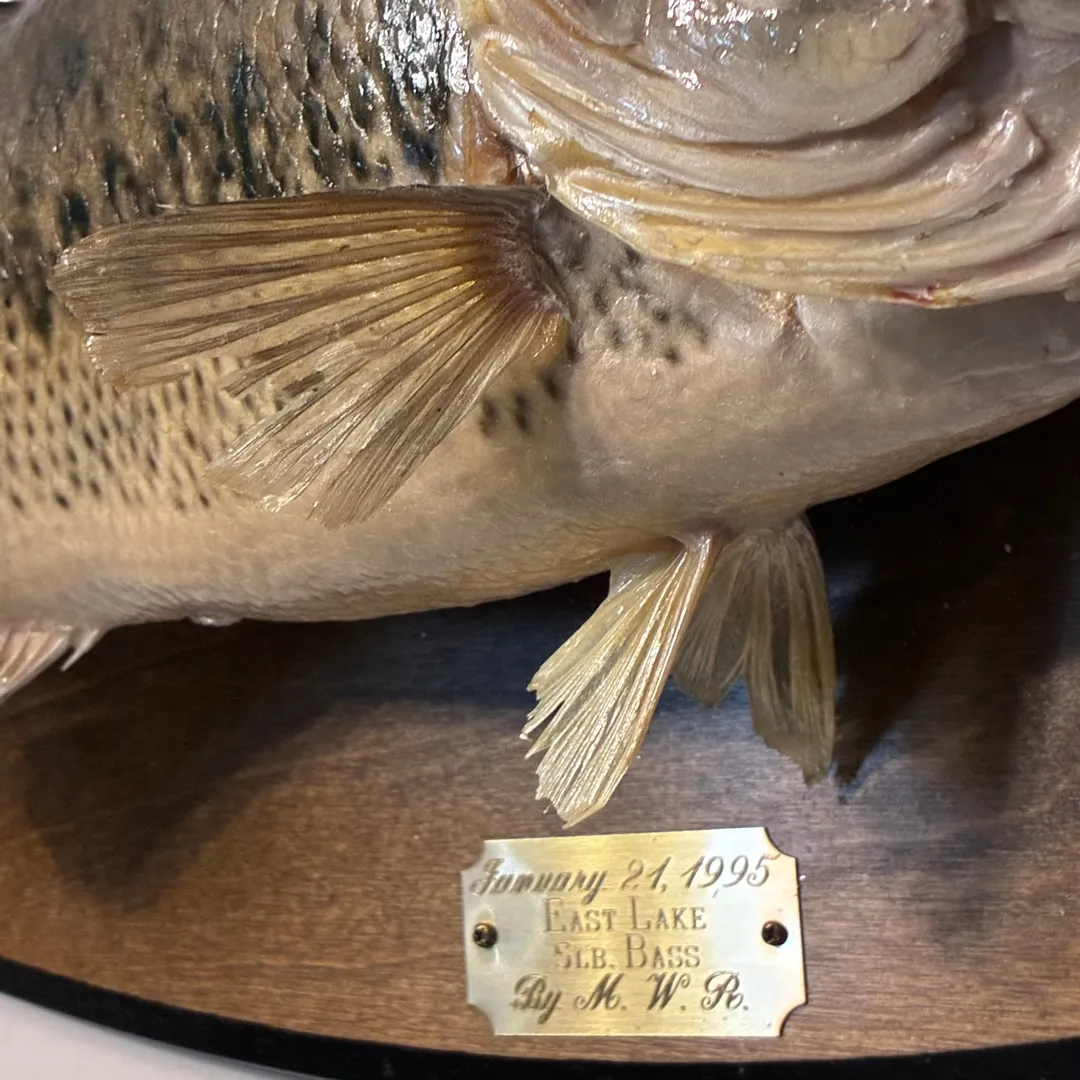 January 21, 1995
EAST LAKE
5LB. BASS
By M. W. R.